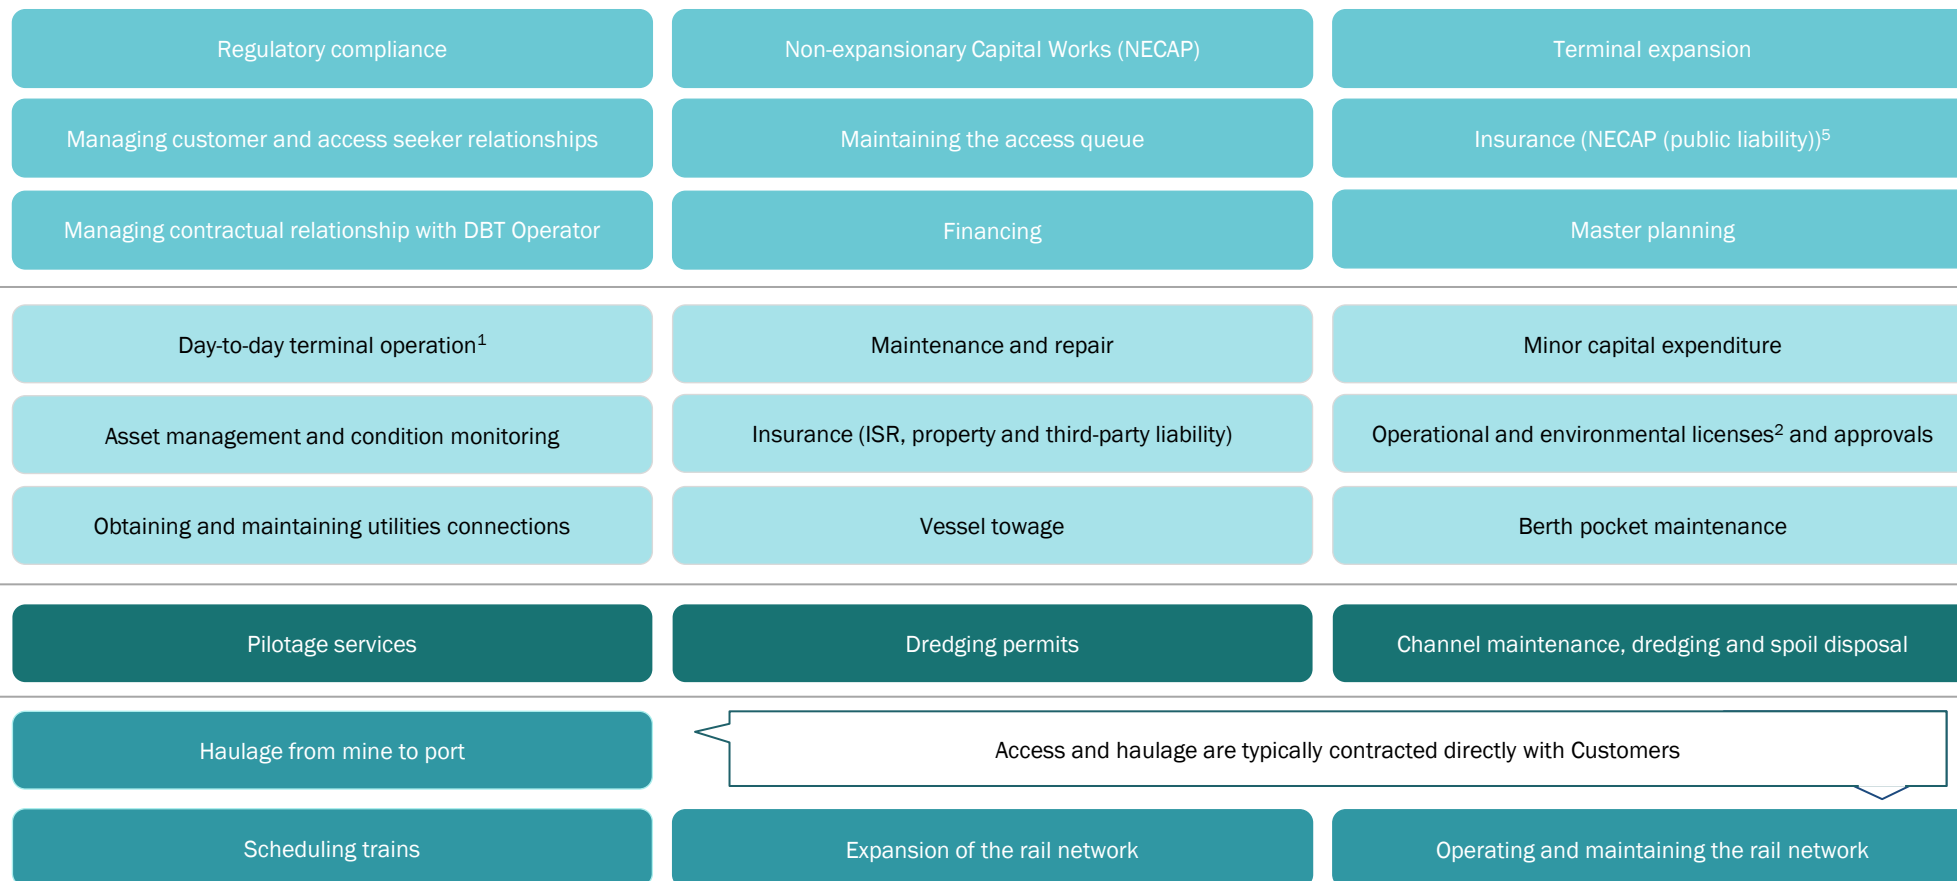 Regulatory compliance
Non-expansionary Capital Works (NECAP)
Terminal expansion
Managing customer and access seeker relationships
Maintaining the access queue
Insurance (NECAP (public liability))⁵
Managing contractual relationship with DBT Operator
Financing
Master planning
Day-to-day terminal operation¹
Maintenance and repair
Minor capital expenditure
Asset management and condition monitoring
Insurance (ISR, property and third-party liability)
Operational and environmental licenses² and approvals
Obtaining and maintaining utilities connections
Vessel towage
Berth pocket maintenance
Pilotage services
Dredging permits
Channel maintenance, dredging and spoil disposal
Haulage from mine to port
Access and haulage are typically contracted directly with Customers
Scheduling trains
Expansion of the rail network
Operating and maintaining the rail network